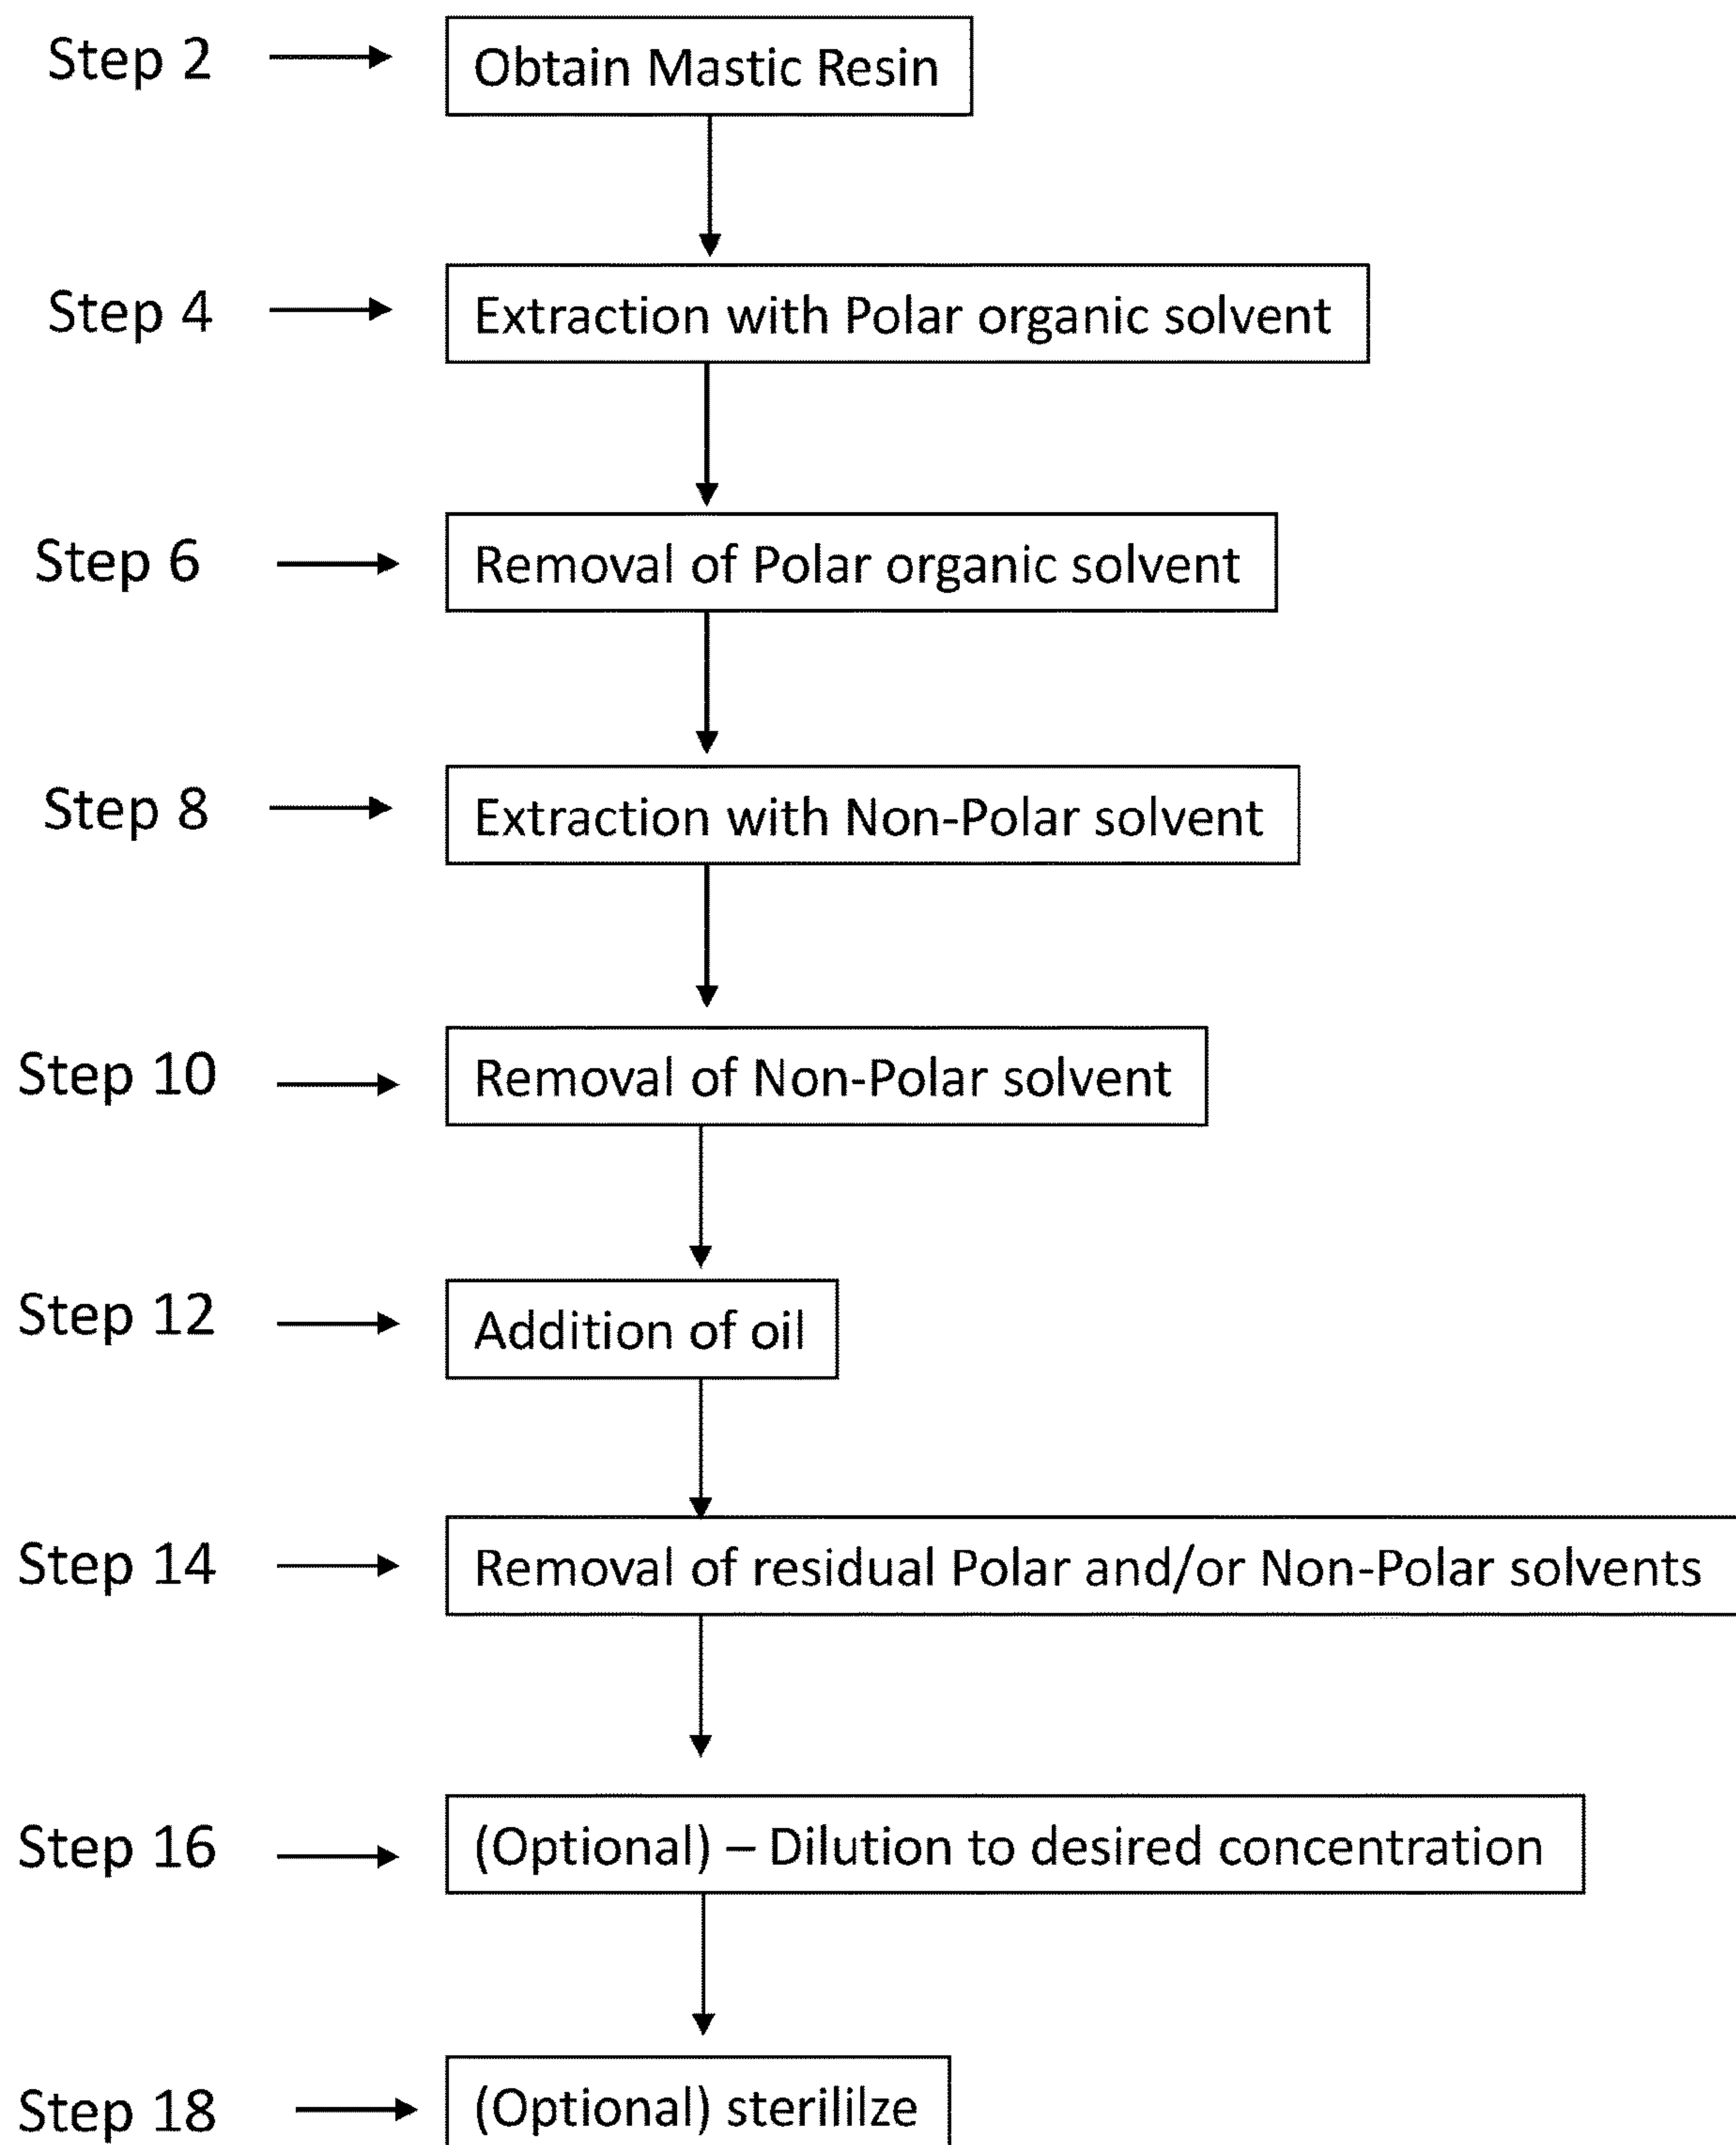 Step 2 Obtain Mastic Resin
Step 4 Extraction with Polar organic solvent
Step 6 Removal of Polar organic solvent
Step 8 Extraction with Non-Polar solvent
Step 10 Removal of Non-Polar solvent
Step 12 Addition of oil
Step 14 Removal of residual Polar and/or Non-Polar solvents
Step 16 (Optional) – Dilution to desired concentration
Step 18 (Optional) sterililze